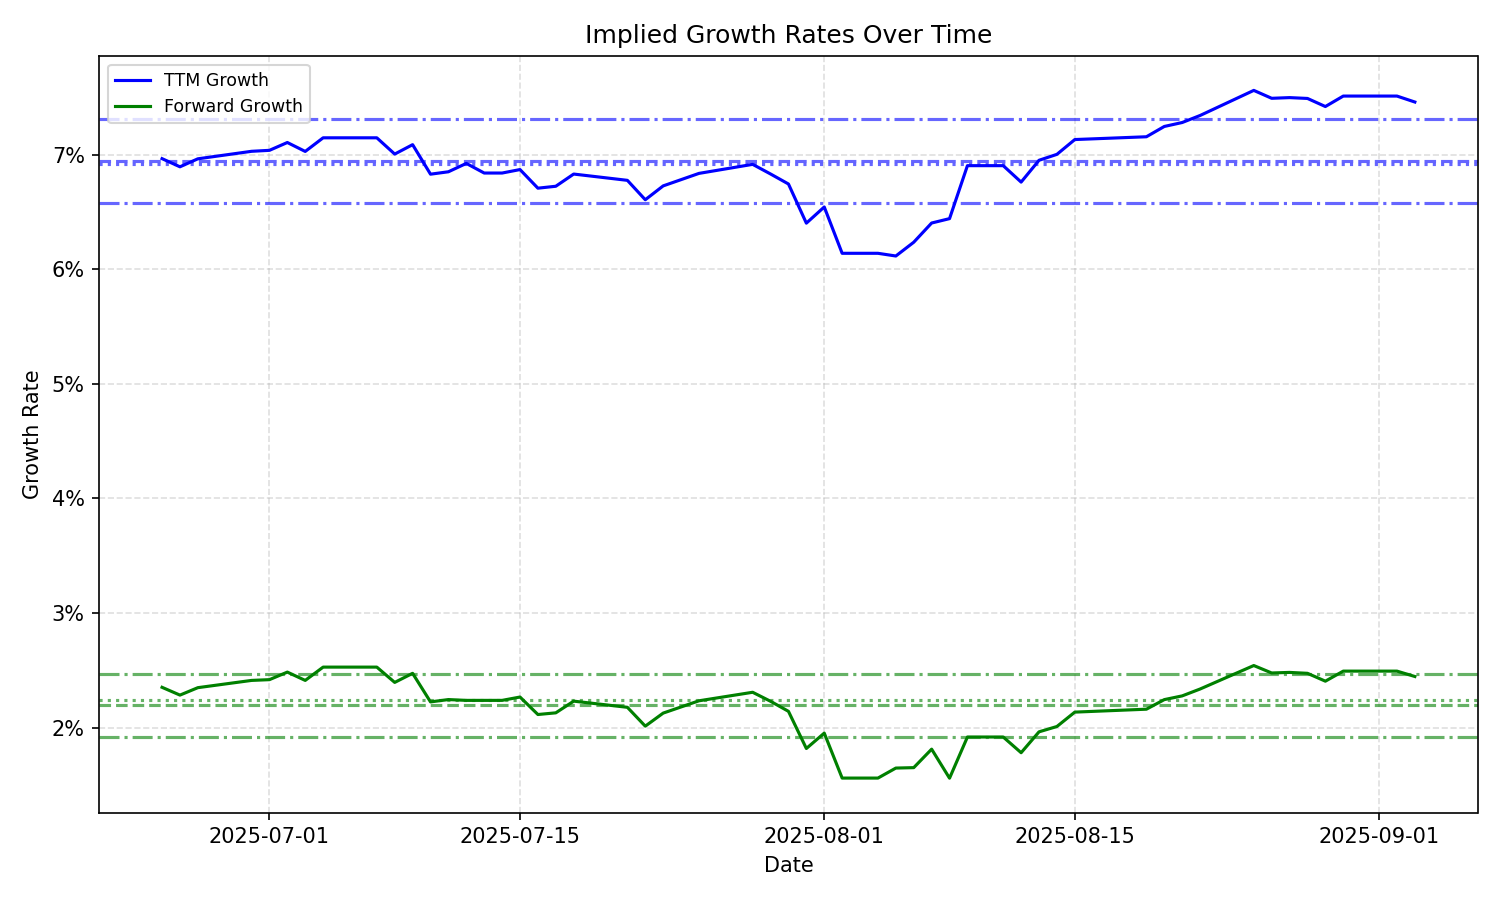 Implied Growth Rates Over Time
TTM Growth
Forward Growth
7%
6%
5%
4%
3%
2%
Growth Rate
2025-07-01
2025-07-15
2025-08-01
2025-08-15
2025-09-01
Date